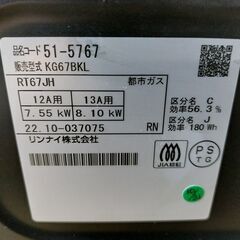 品名コード 51-5767
販売型式 KG67BKL
RT67JH 都市ガス
12A用 13A用
7.55 kW 8.10 kW
22.10-037075 RN
リンナイ株式会社
区分名 C
効率 56.3 %
区分名 J
効率 180 Wh
JIA認証
PS
TG